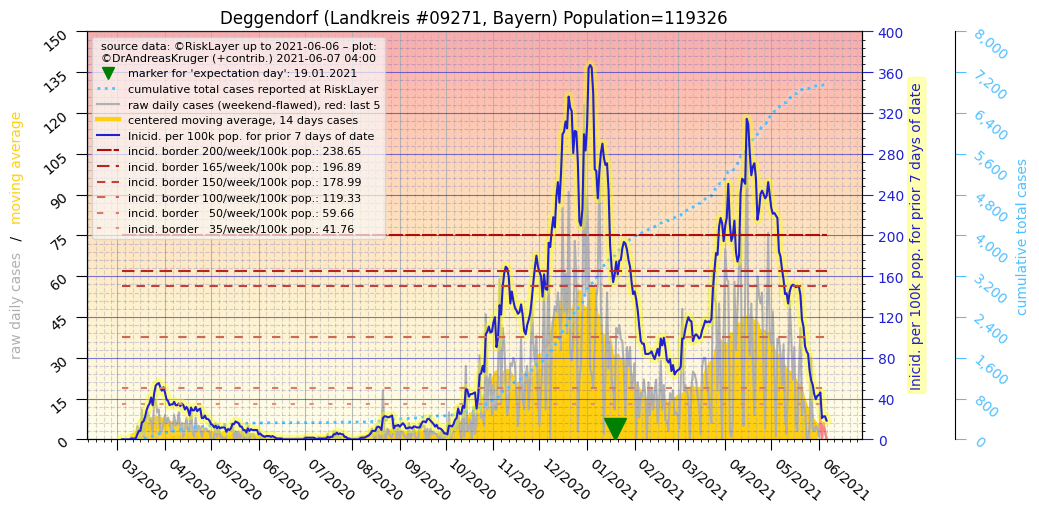 Deggendorf (Landkreis #09271, Bayern) Population=119326
source data: ©RiskLayer up to 2021-06-06 – plot:
©DrAndreasKruger (+contrib.) 2021-06-07 04:00
marker for 'expectation day': 19.01.2021
cumulative total cases reported at RiskLayer
raw daily cases (weekend-flawed), red: last 5
centered moving average, 14 days cases
Inicid. per 100k pop. for prior 7 days of date
incid. border 200/week/100k pop.: 238.65
incid. border 165/week/100k pop.: 196.89
incid. border 150/week/100k pop.: 178.99
incid. border 100/week/100k pop.: 119.33
incid. border   50/week/100k pop.: 59.66
incid. border   35/week/100k pop.: 41.76
raw daily cases / moving average
150
135
120
105
90
75
60
45
30
15
0
400
360
320
280
240
200
160
120
80
40
0
Inicid. per 100k pop. for prior 7 days of date
8,000
7,200
6,400
5,600
4,800
4,000
3,200
2,400
1,600
800
0
cumulative total cases
03/2020
04/2020
05/2020
06/2020
07/2020
08/2020
09/2020
10/2020
11/2020
12/2020
01/2021
02/2021
03/2021
04/2021
05/2021
06/2021